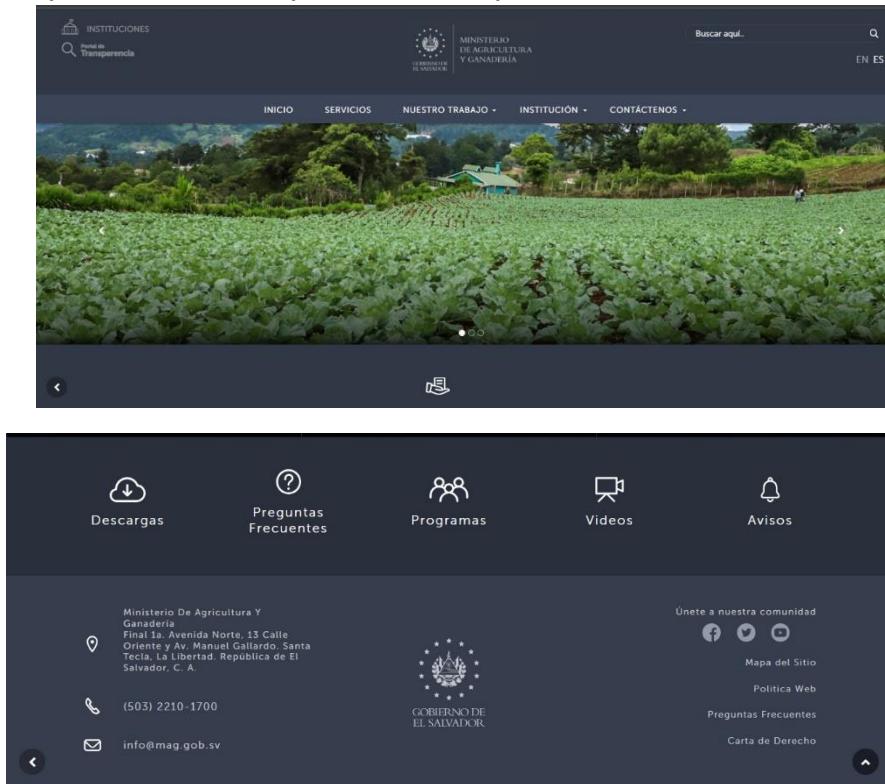 INSTITUCIONES
Portal de
Transparencia
GOBIERNO DE
EL SALVADOR
MINISTERIO
DE AGRICULTURA
Y GANADERÍA
Buscar aquí..
EN ES
INICIO SERVICIOS NUESTRO TRABAJO INSTITUCIÓN CONTÁCTENOS
Descargas
Preguntas
Frecuentes
Programas
Videos
Avisos
Ministerio De Agricultura Y
Ganadería
Final 1a. Avenida Norte, 13 Calle
Oriente y Av. Manuel Gallardo. Santa
Tecla, La Libertad. República de El
Salvador, C. A.
(503) 2210-1700
info@mag.gob.sv
GOBIERNO DE
EL SALVADOR
Únete a nuestra comunidad
Mapa del Sitio
Política Web
Preguntas Frecuentes
Carta de Derecho